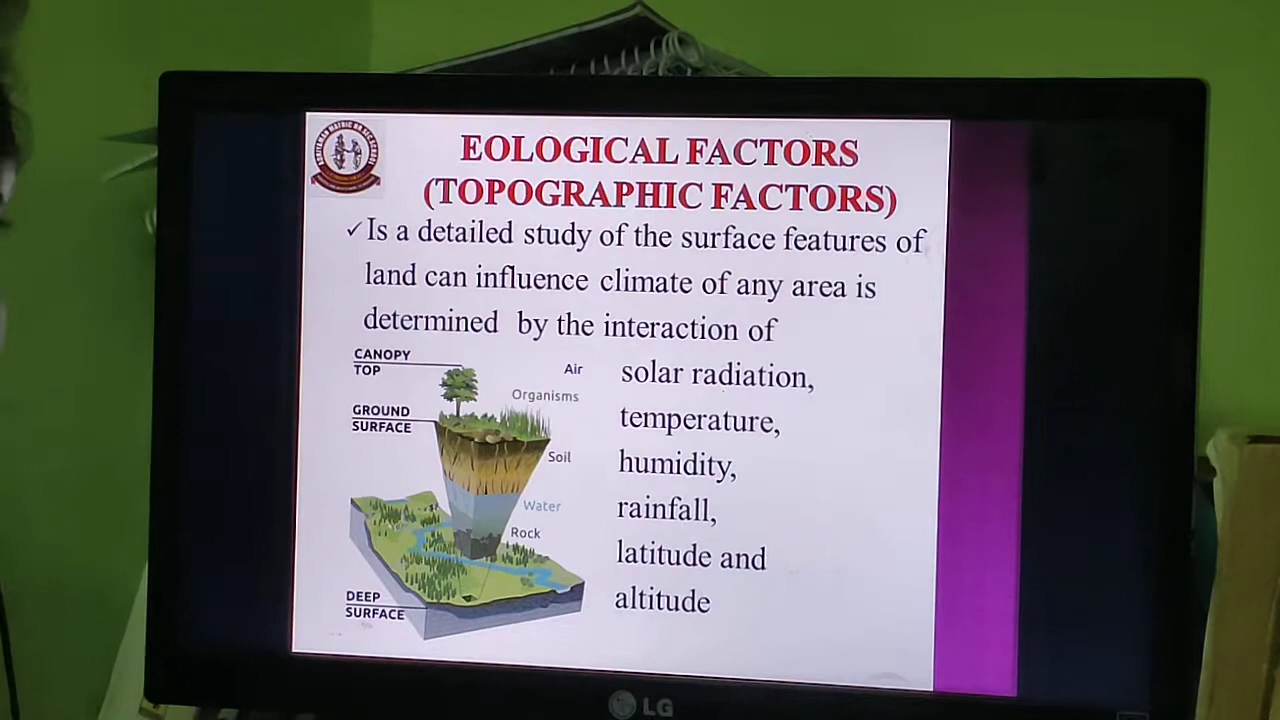 EOLOGICAL FACTORS
(TOPOGRAPHIC FACTORS)
✓Is a detailed study of the surface features of
land can influence climate of any area is
determined by the interaction of
solar radiation,
temperature,
humidity,
rainfall,
latitude and
altitude
CANOPY
TOP
Air
Organisms
GROUND
SURFACE
Soil
Water
Rock
DEEP
SURFACE
LG